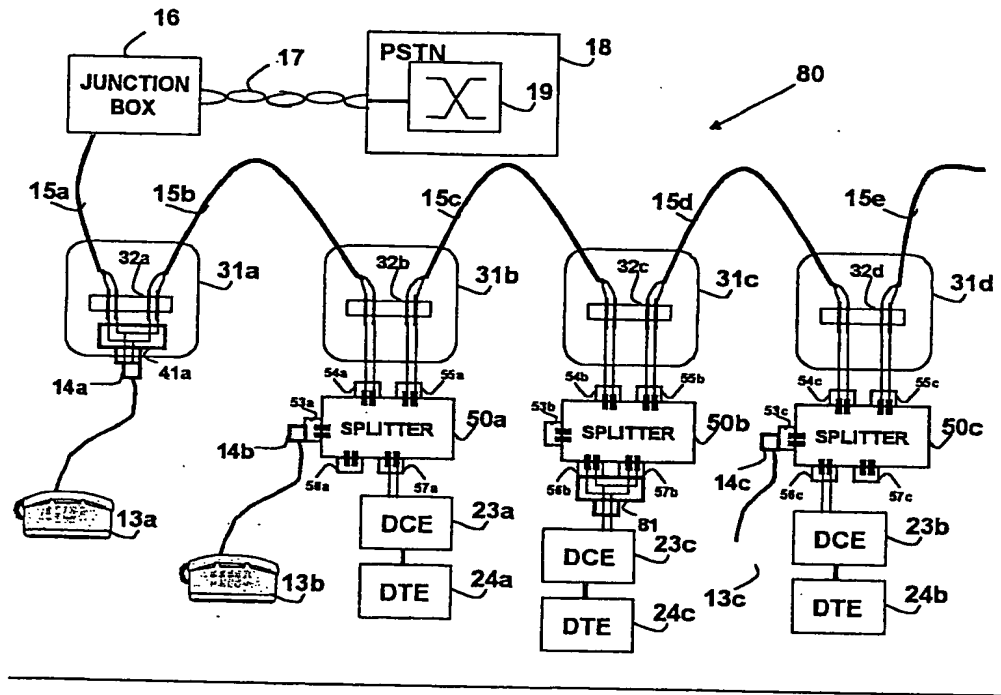 16
17
18
PSTN
JUNCTION
BOX
19
80
15a
15b
15c
15d
15e
32a
31a
32b
31b
32c
31c
32d
31d
14a
41a
54a
55a
54b
55b
54c
55c
53a
SPLITTER
50a
53b
SPLITTER
50b
53c
SPLITTER
50c
14b
56a
57a
56b
57b
14c
56c
57c
81
13a
DCE
23a
DCE
23c
DCE
23b
13b
DTE
24a
DTE
24c
13c
DTE
24b